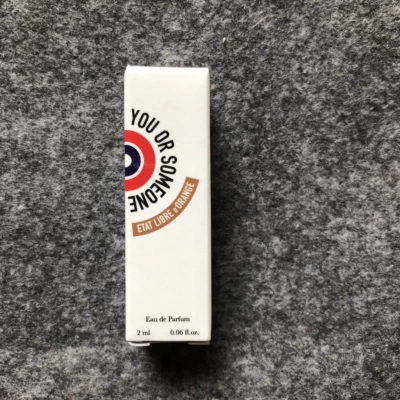 YOU OR SOMEONE
ETAT LIBRE d'ORANGE
Eau de Parfum
2 ml 0.06 fl.oz.